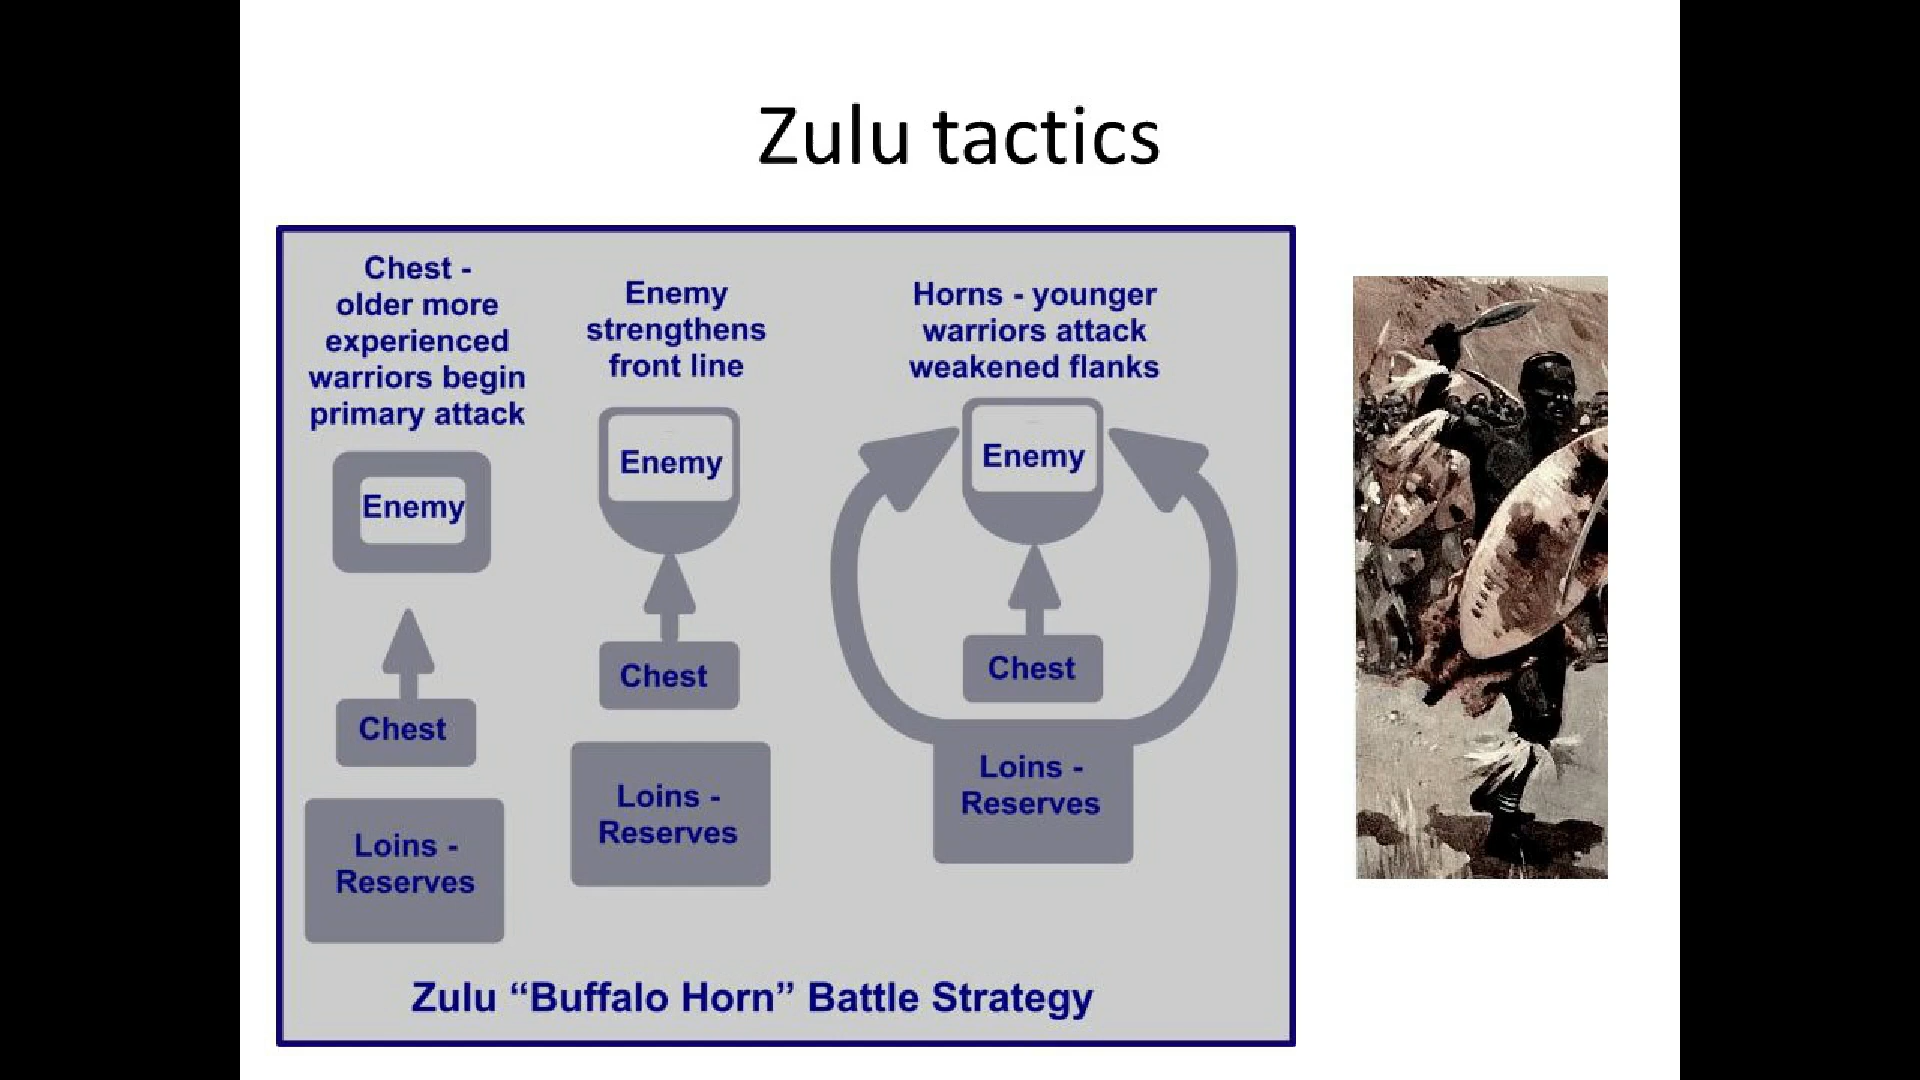 Zulu tactics
Chest -
older more
experienced
warriors begin
primary attack
Enemy
Chest
Loins -
Reserves
Enemy
strengthens
front line
Enemy
Chest
Loins -
Reserves
Horns - younger
warriors attack
weakened flanks
Enemy
Chest
Loins -
Reserves
Zulu “Buffalo Horn” Battle Strategy